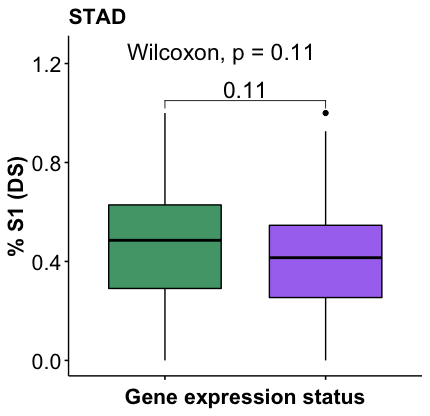 STAD
Wilcoxon, p = 0.11
0.11
1.2
0.8
0.4
0.0
% S1 (DS)
Gene expression status